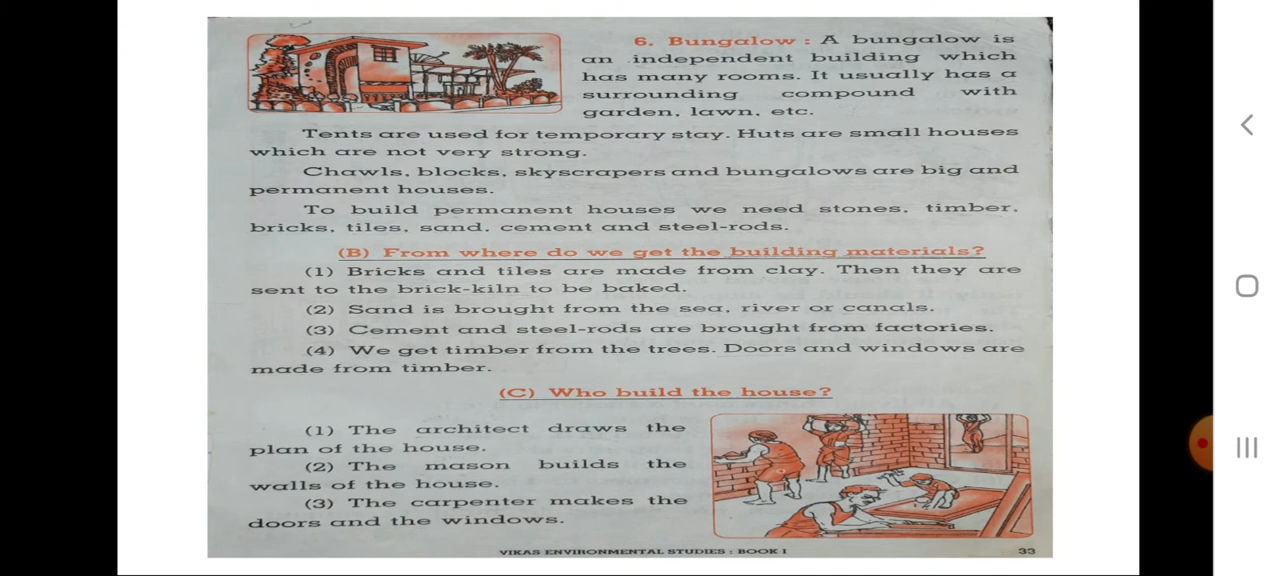 6. Bungalow : A bungalow is
an independent building which
has many rooms. It usually has a
surrounding compound with
garden, lawn, etc.
Tents are used for temporary stay. Huts are small houses
which are not very strong.
Chawls, blocks, skyscrapers and bungalows are big and
permanent houses.
To build permanent houses we need stones, timber,
bricks, tiles, sand, cement and steel-rods.
(B) From where do we get the building materials?
(1) Bricks and tiles are made from clay. Then they are
sent to the brick-kiln to be baked.
(2) Sand is brought from the sea, river or canals.
(3) Cement and steel-rods are brought from factories.
(4) We get timber from the trees. Doors and windows are
made from timber.
(C) Who build the house?
(1) The architect draws the
plan of the house.
(2) The mason builds the
walls of the house.
(3) The carpenter makes the
doors and the windows.
VIKAS ENVIRONMENTAL STUDIES : BOOK I
33